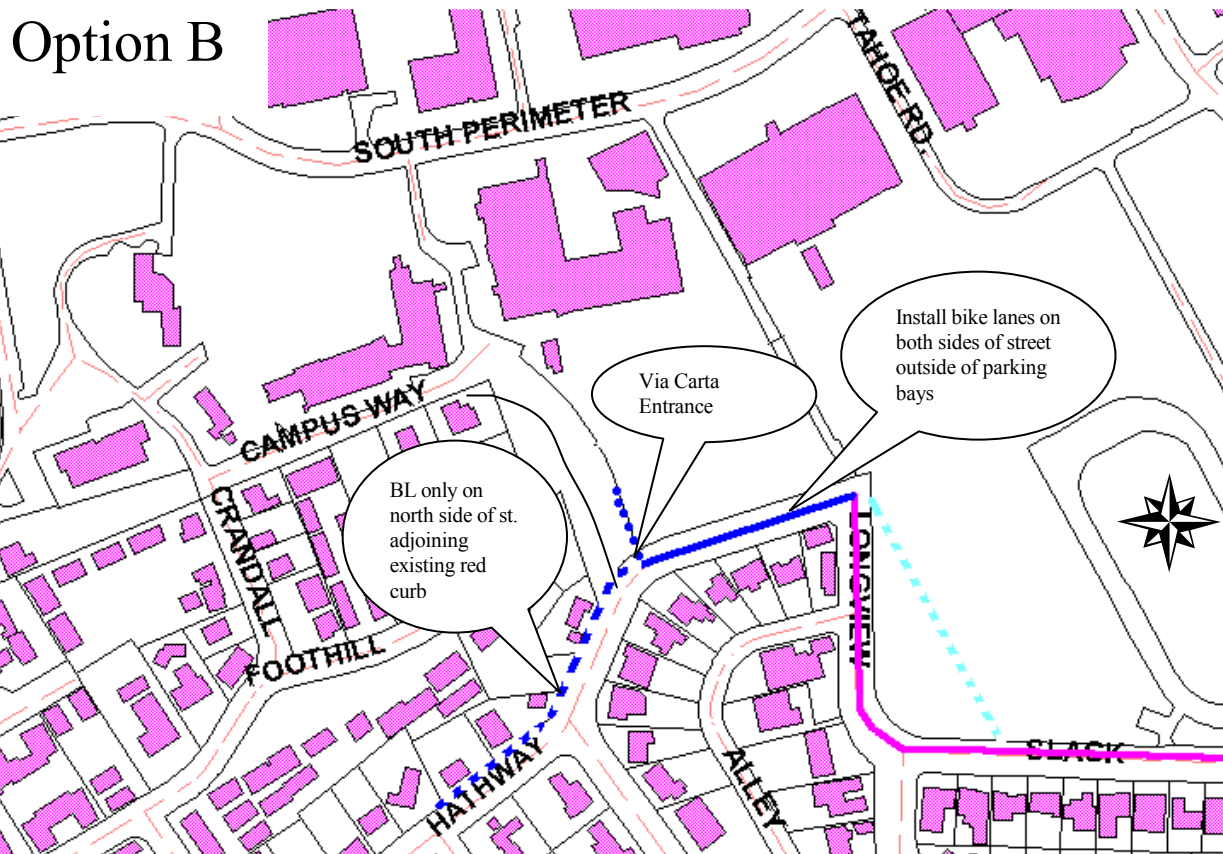 Option B
SOUTH PERIMETER
TAHOE RD.
Install bike lanes on
both sides of street
outside of parking
bays
Via Carta
Entrance
CAMPUS WAY
BL only on
north side of st.
adjoining
existing red
curb
CRANDALL
LONGVIEW
FOOTHILL
HATHWAY
ALLEY
SLACK